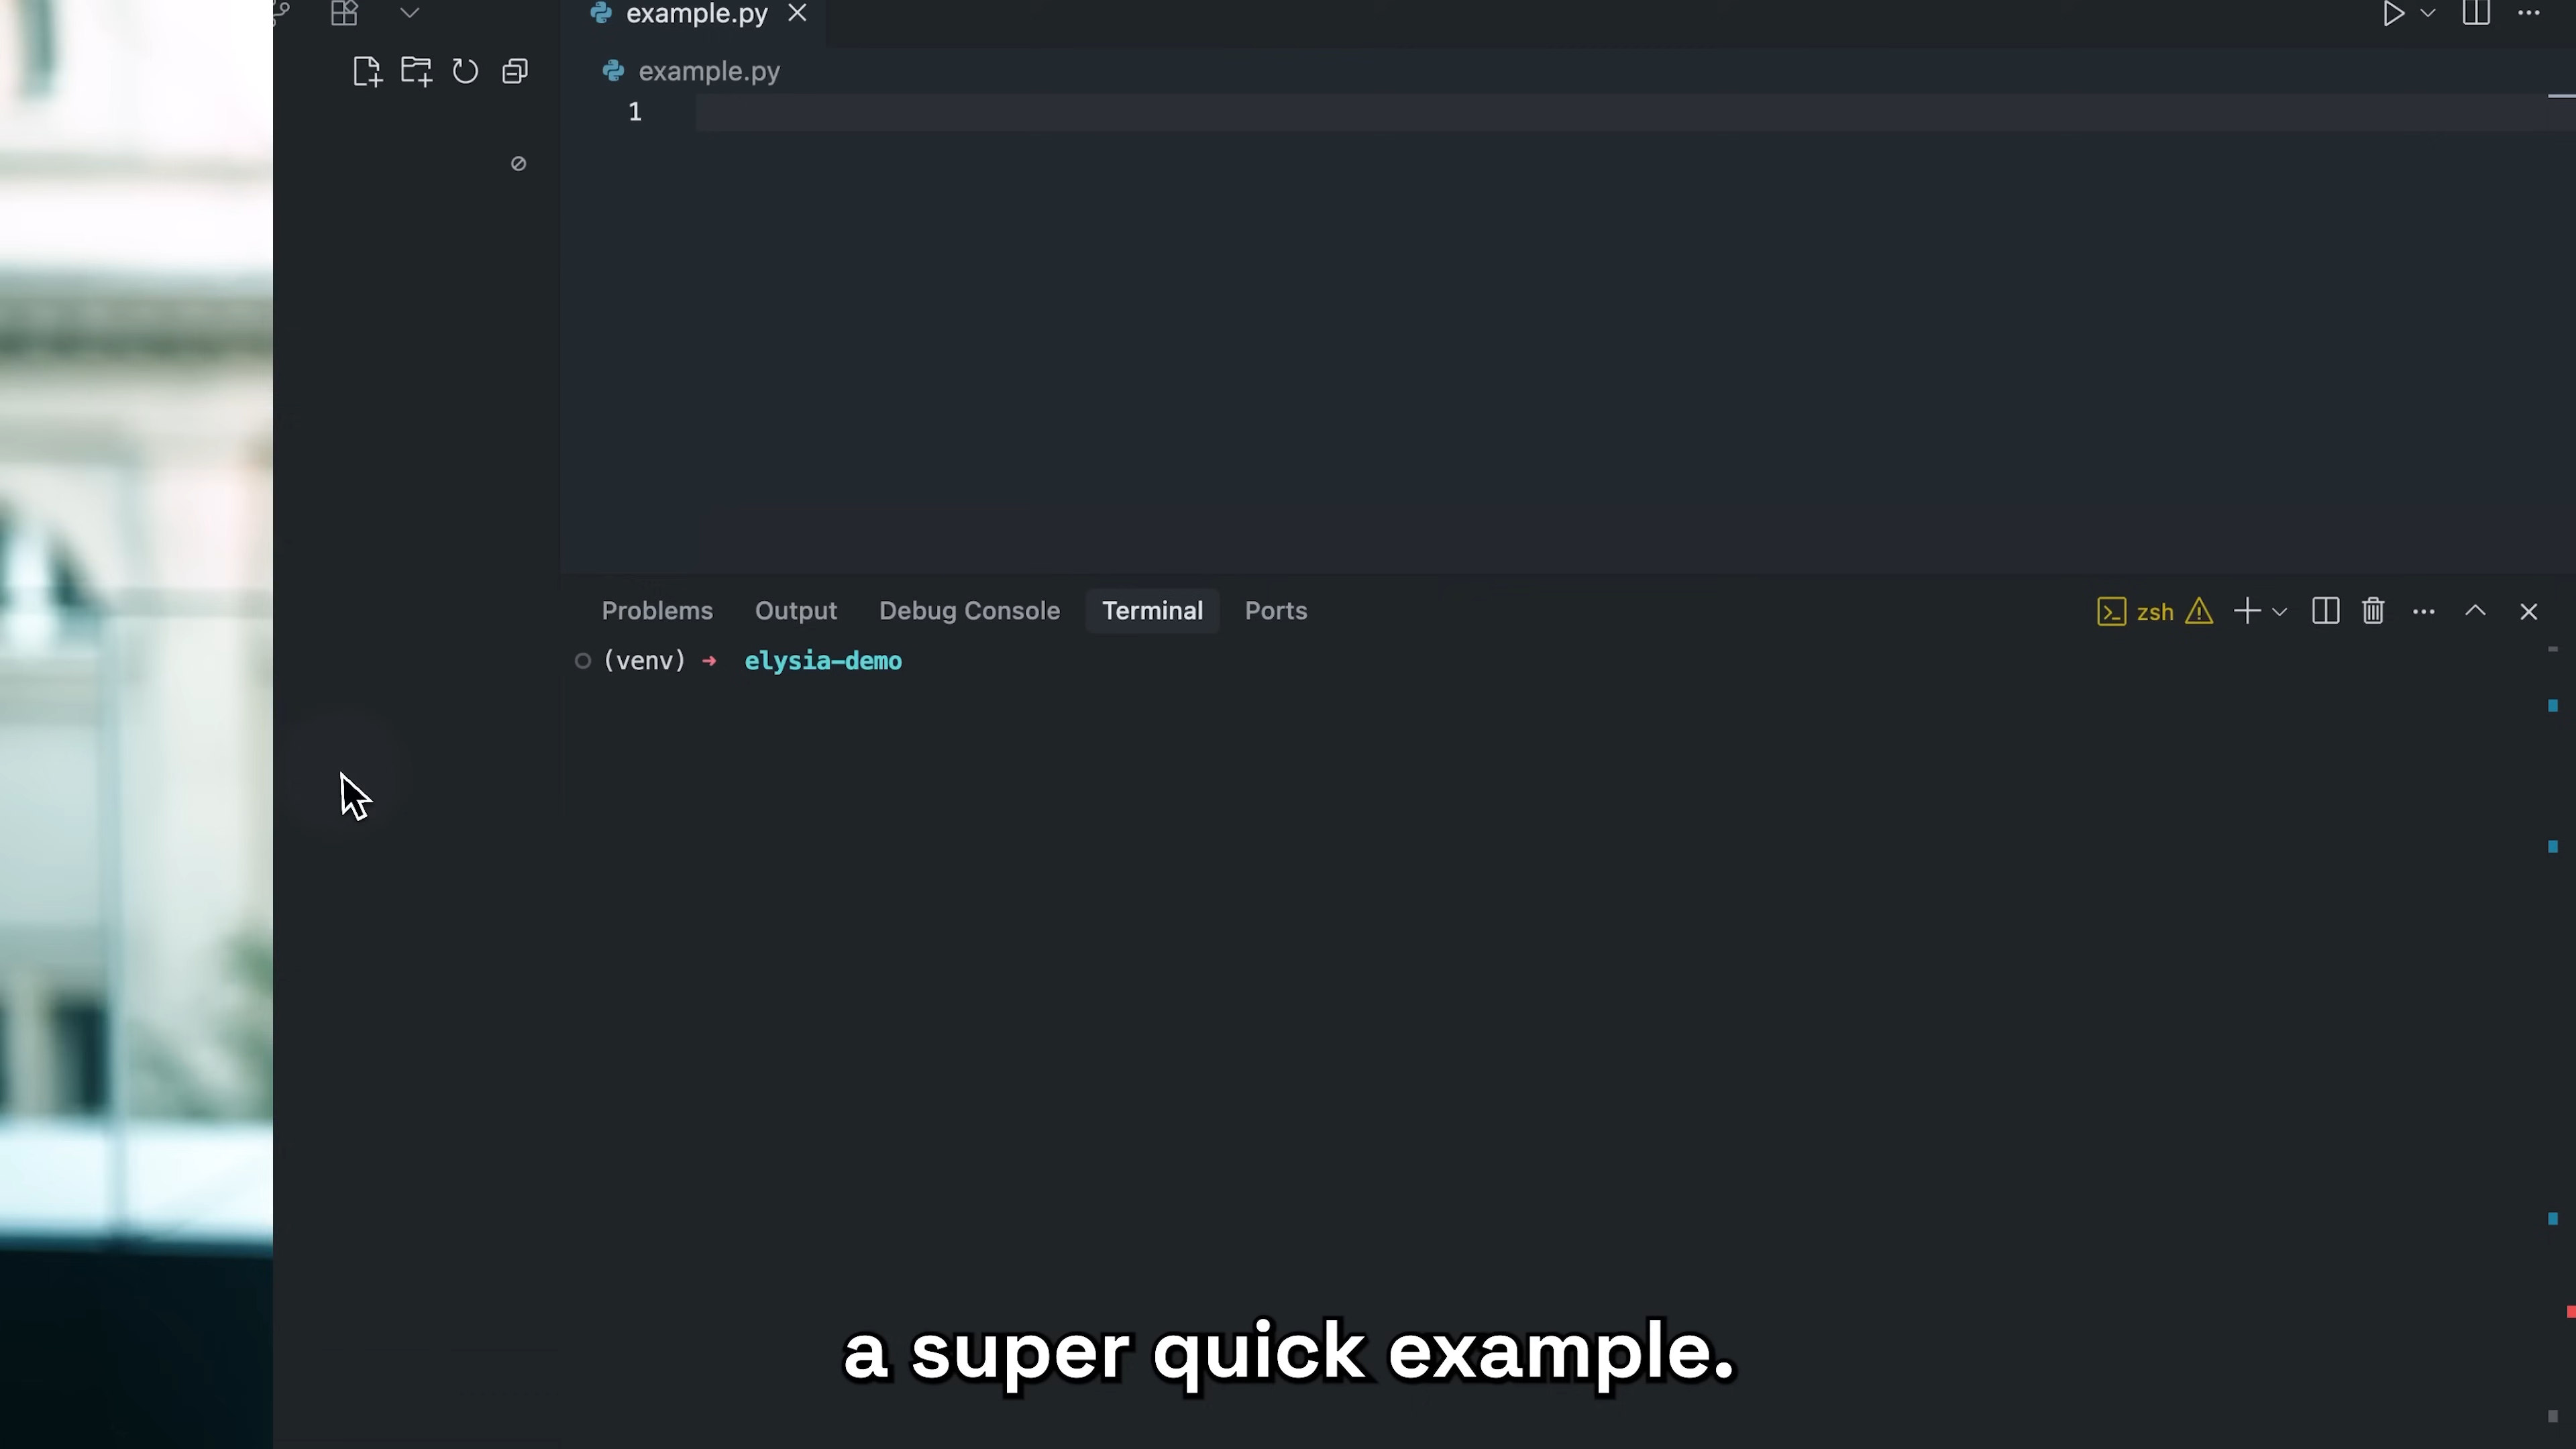 example.py
example.py
1
Problems Output Debug Console Terminal Ports zsh
(venv) ➜ elysia-demo
a super quick example.